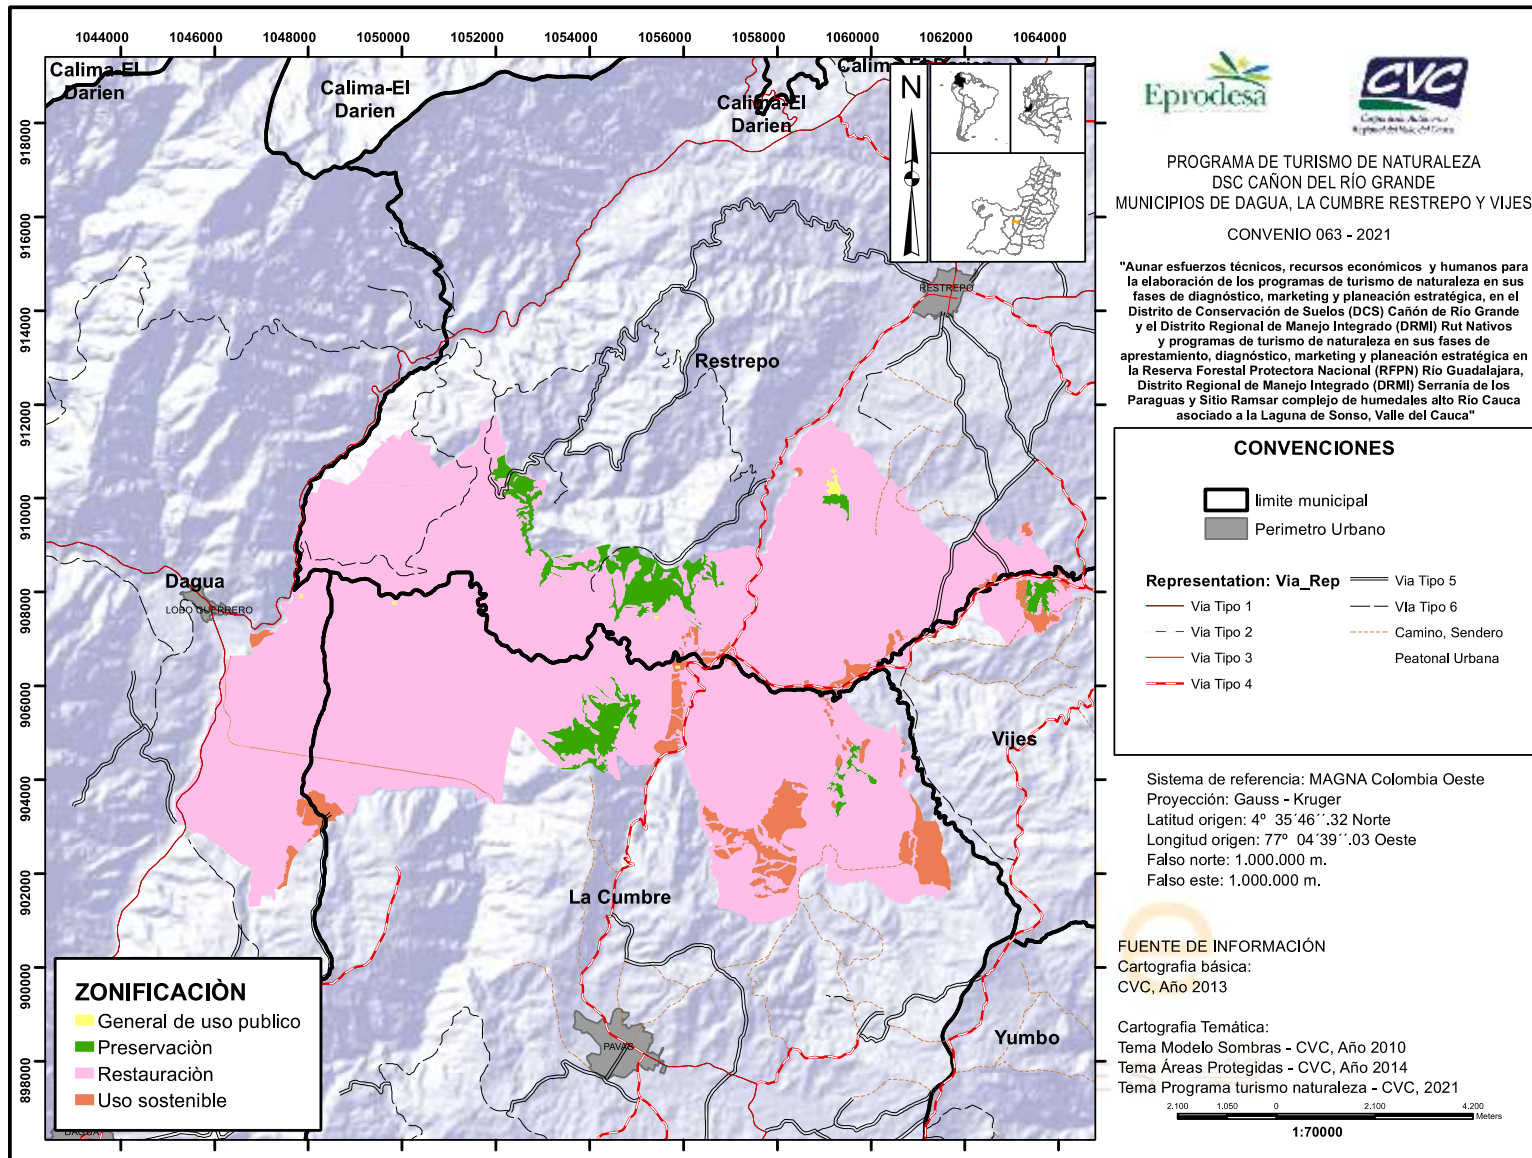 1044000 1046000 1048000 1050000 1052000 1054000 1056000 1058000 1060000 1062000 1064000
918000
916000
914000
912000
910000
908000
906000
904000
902000
900000
898000
Calima-El
Darien
Calima-El
Darien
Calima-El
Darien
Calima-El Darien
N
RESTREPO
Restrepo
Dagua
LOBO GUERRERO
Vijes
La Cumbre
PAVAS
Yumbo
DAGUA
ZONIFICACIÒN
General de uso publico
Preservaciòn
Restauraciòn
Uso sostenible
Eprodesa
CVC
Corporación Autónoma
Regional del Valle del Cauca
PROGRAMA DE TURISMO DE NATURALEZA
DSC CAÑON DEL RÍO GRANDE
MUNICIPIOS DE DAGUA, LA CUMBRE RESTREPO Y VIJES
CONVENIO 063 - 2021
"Aunar esfuerzos técnicos, recursos económicos y humanos para
la elaboración de los programas de turismo de naturaleza en sus
fases de diagnóstico, marketing y planeación estratégica, en el
Distrito de Conservación de Suelos (DCS) Cañón de Río Grande
y el Distrito Regional de Manejo Integrado (DRMI) Rut Nativos
y programas de turismo de naturaleza en sus fases de
aprestamiento, diagnóstico, marketing y planeación estratégica en
la Reserva Forestal Protectora Nacional (RFPN) Río Guadalajara,
Distrito Regional de Manejo Integrado (DRMI) Serranía de los
Paraguas y Sitio Ramsar complejo de humedales alto Río Cauca
asociado a la Laguna de Sonso, Valle del Cauca"
CONVENCIONES
limite municipal
Perimetro Urbano
Representation: Via_Rep
Via Tipo 1
Via Tipo 2
Via Tipo 3
Via Tipo 4
Via Tipo 5
VIa Tipo 6
Camino, Sendero
Peatonal Urbana
Sistema de referencia: MAGNA Colombia Oeste
Proyección: Gauss - Kruger
Latitud origen: 4º 35´46´´.32 Norte
Longitud origen: 77º 04´39´´.03 Oeste
Falso norte: 1.000.000 m.
Falso este: 1.000.000 m.
FUENTE DE INFORMACIÓN
Cartografia básica:
CVC, Año 2013
Cartografia Temática:
Tema Modelo Sombras - CVC, Año 2010
Tema Áreas Protegidas - CVC, Año 2014
Tema Programa turismo naturaleza - CVC, 2021
2.100 1.050 0 2.100 4.200
Meters
1:70000